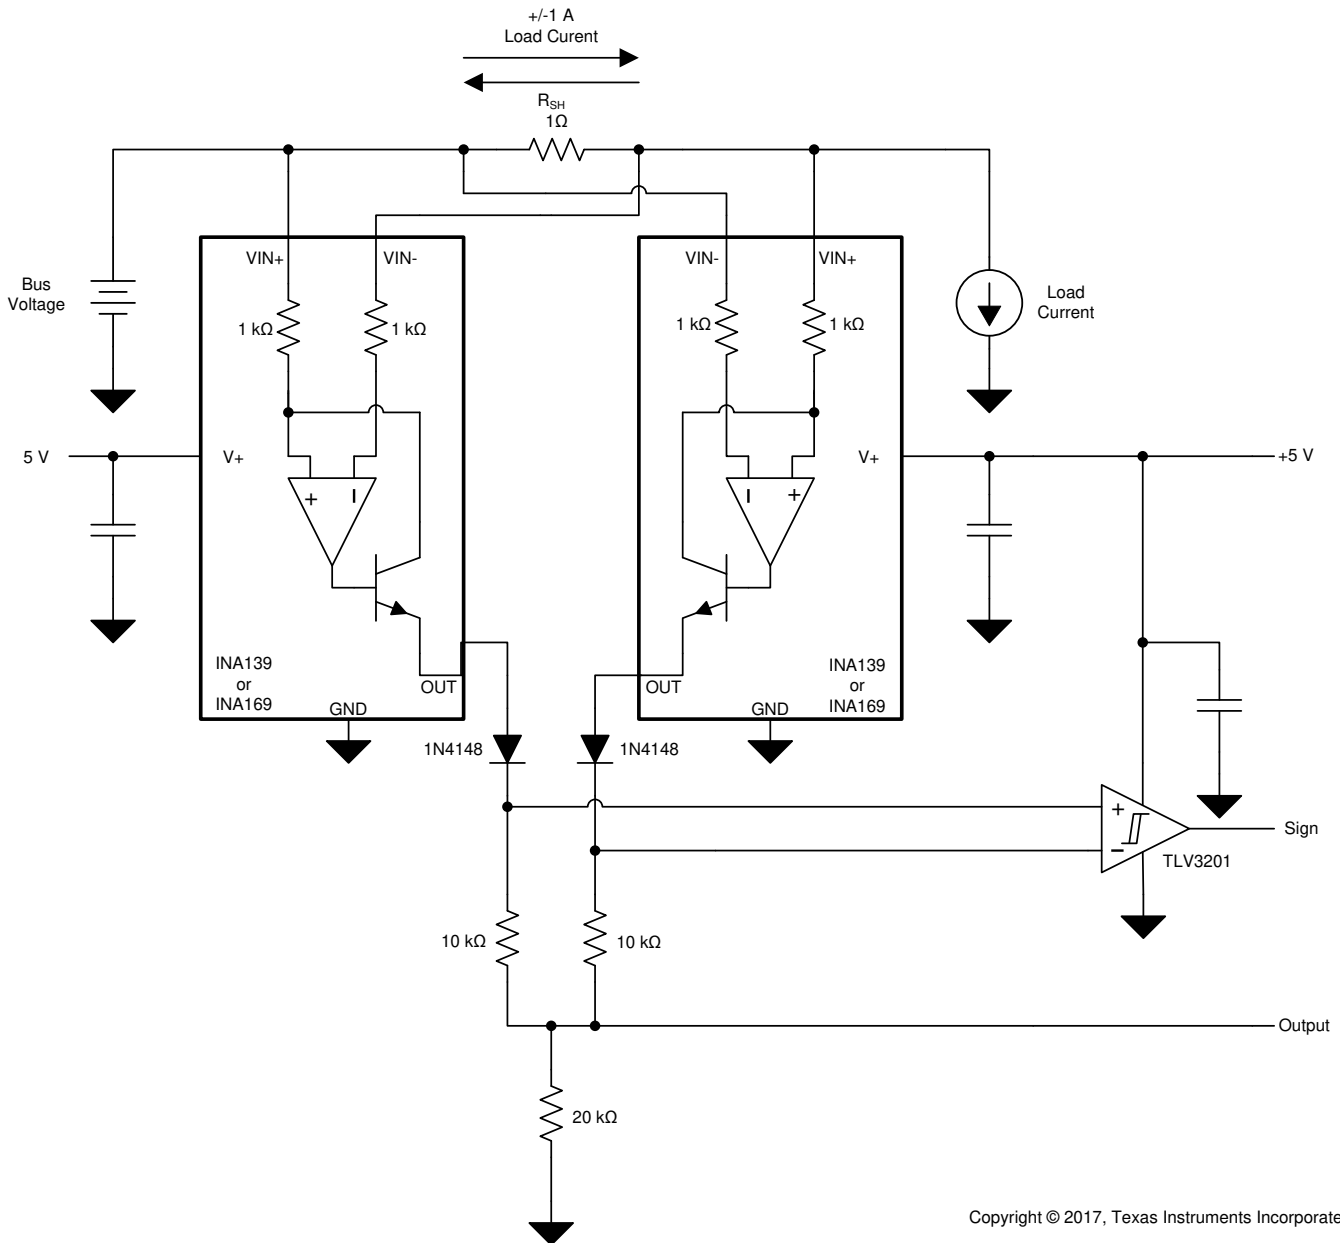 +/-1 A
Load Curent
RSH
1Ω
VIN+
VIN-
VIN-
VIN+
Bus
Voltage
1 kΩ
1 kΩ
1 kΩ
1 kΩ
Load
Current
5 V
V+
V+
+5 V
+
−
−
+
INA139
or
INA169
OUT
GND
OUT
INA139
or
INA169
GND
1N4148
1N4148
+
−
Sign
TLV3201
10 kΩ
10 kΩ
Output
20 kΩ
Copyright © 2017, Texas Instruments Incorporate